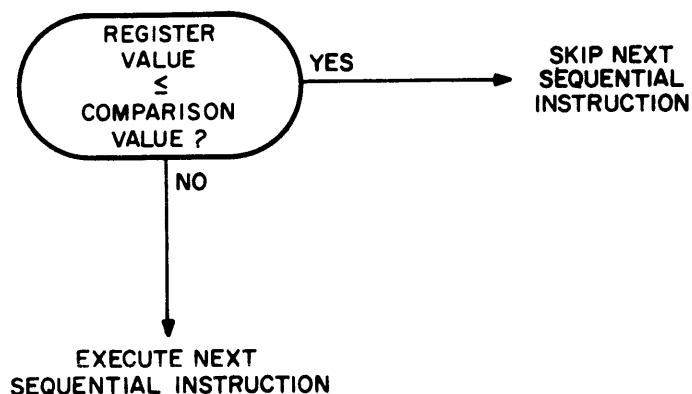 REGISTER
VALUE
≤
COMPARISON
VALUE ?
YES
SKIP NEXT
SEQUENTIAL
INSTRUCTION
NO
EXECUTE NEXT
SEQUENTIAL INSTRUCTION